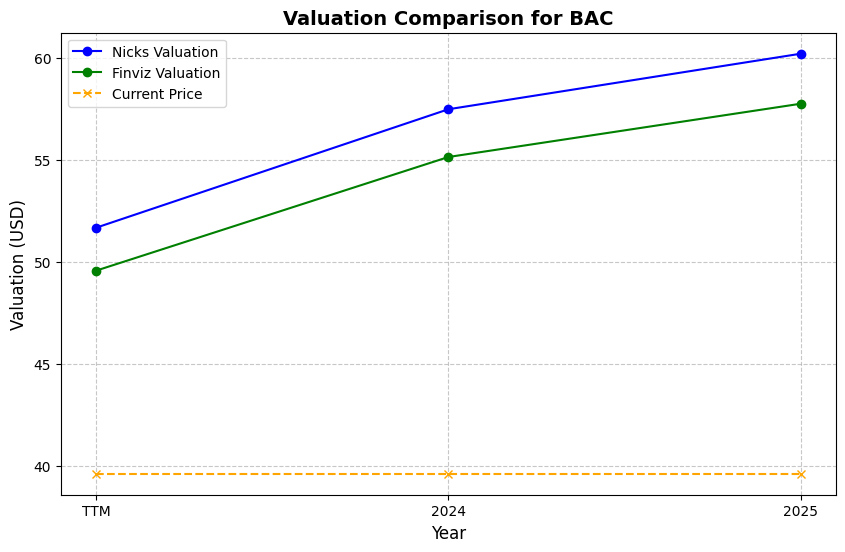 Valuation Comparison for BAC
Nicks Valuation
Finviz Valuation
Current Price
Valuation (USD)
60
55
50
45
40
TTM
2024
2025
Year